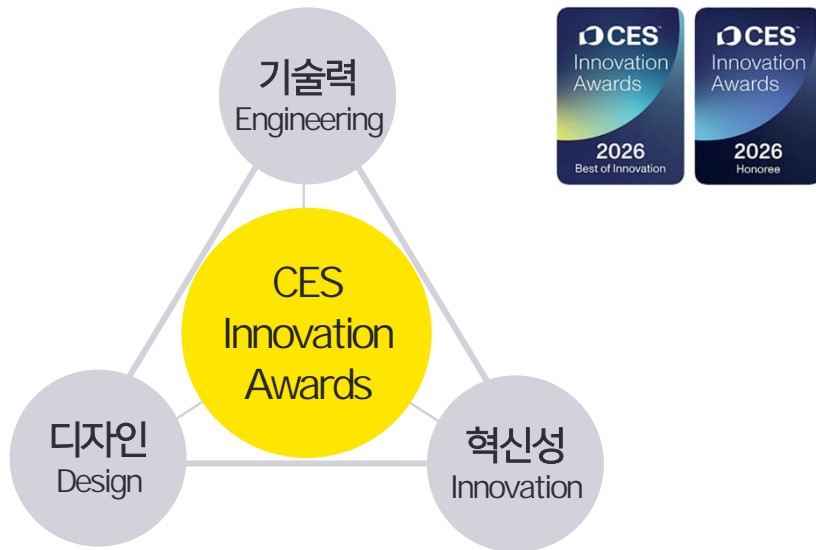 기술력
Engineering
CES
Innovation
Awards
2026
Best of Innovation
CES
Innovation
Awards
2026
Honoree
CES
Innovation
Awards
디자인
Design
혁신성
Innovation